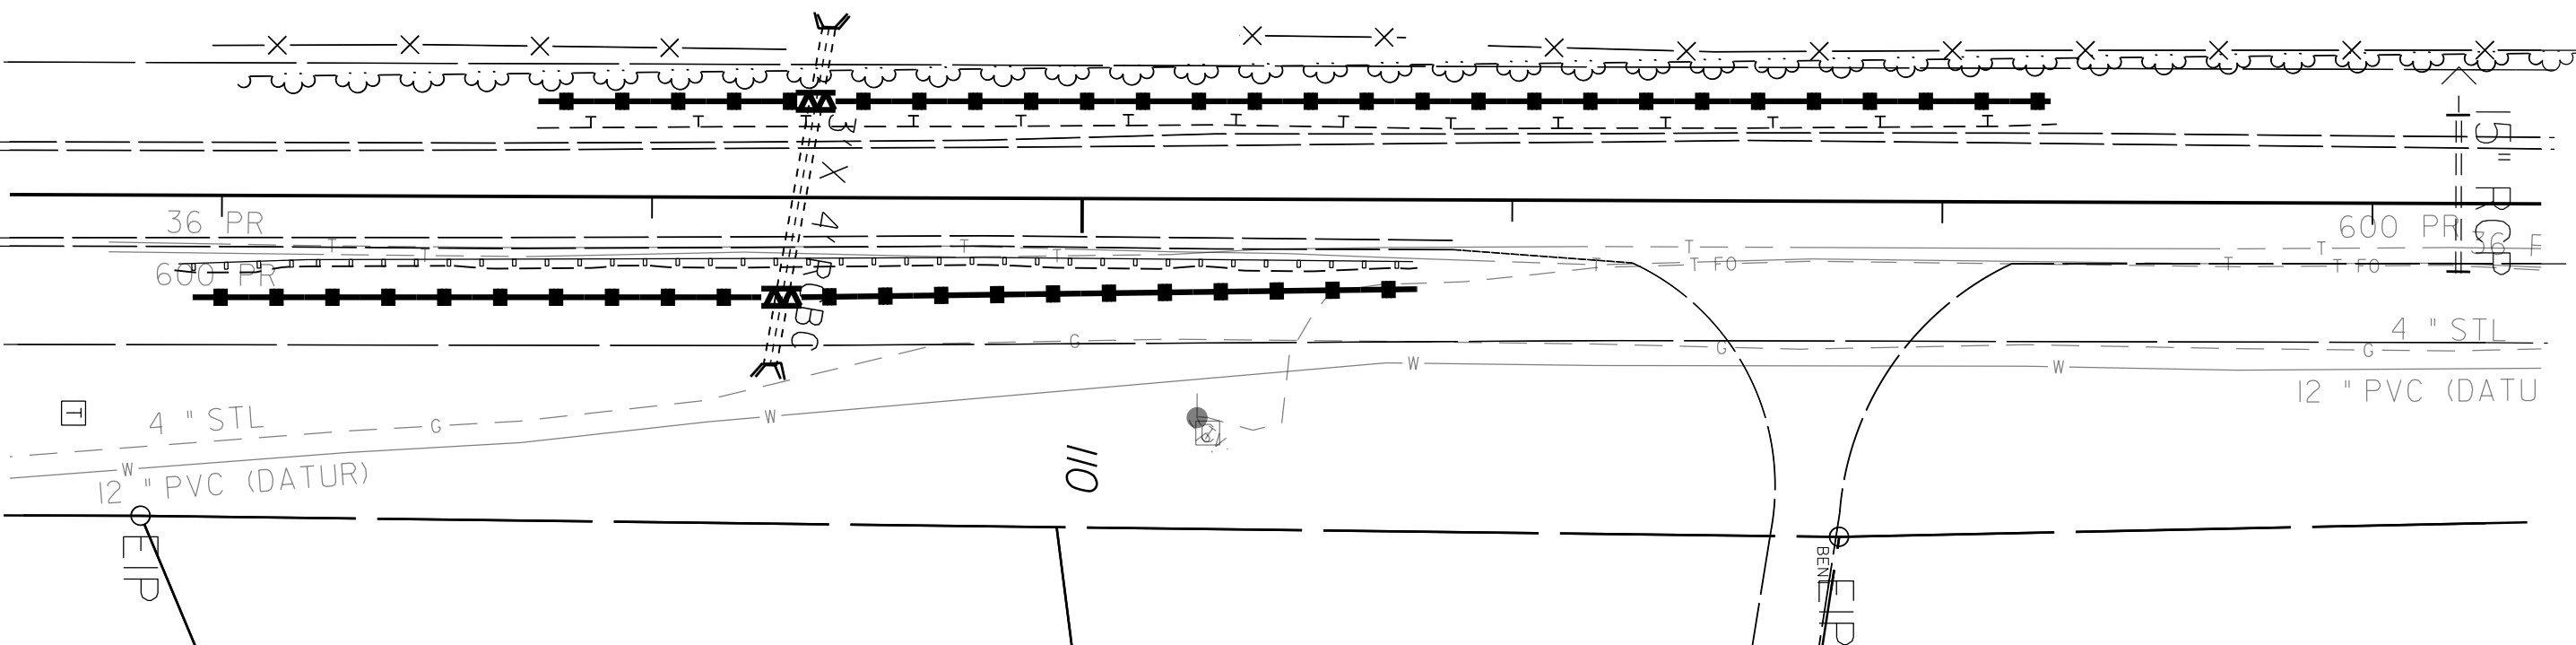 3' X 4' RCBC
15" RCP
36 PR
600 PR
600 PR
36 P
T FO
T FO
4 " STL
12 " PVC (DATU
4 " STL
12 " PVC (DATUR)
110
T
EIP
BEN
EIP